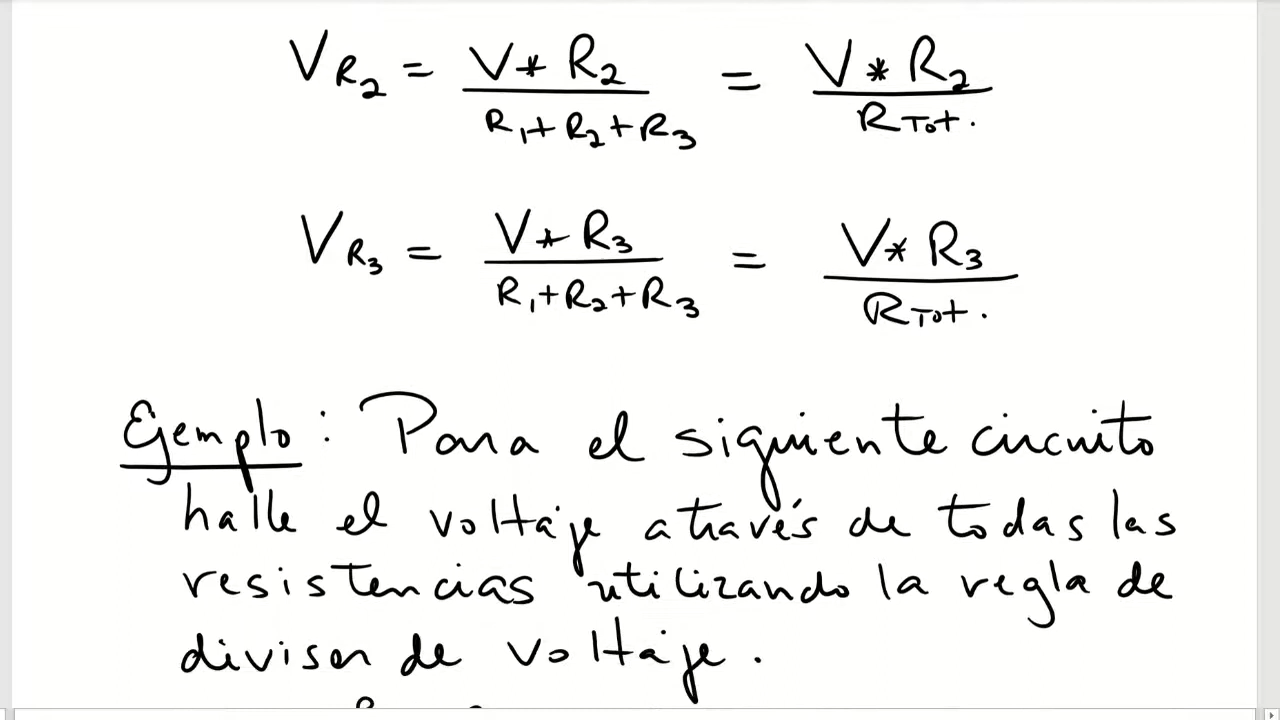 V_R2 = V * R2 / (R1 + R2 + R3) = V * R2 / RTot.
V_R3 = V * R3 / (R1 + R2 + R3) = V * R3 / RTot.
Ejemplo: Para el siguiente circuito
halle el voltaje através de todas las
resistencias utilizando la regla de
divisor de voltaje.